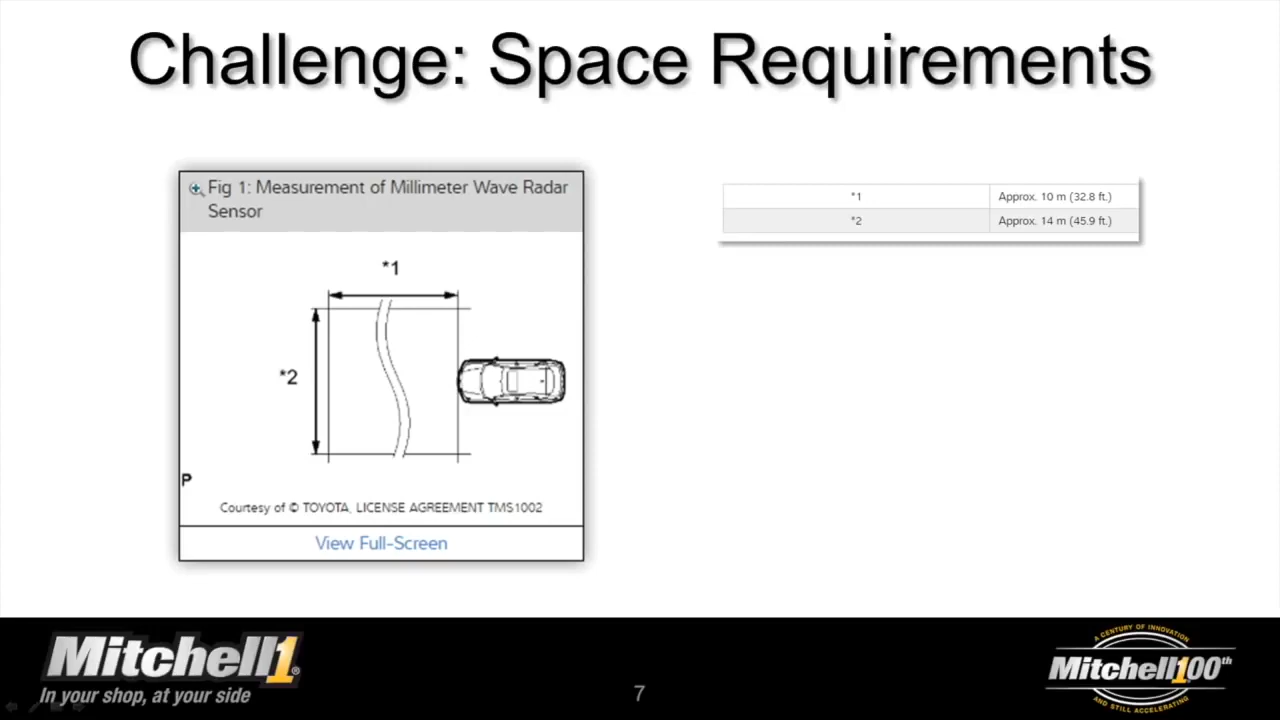 Challenge: Space Requirements
Fig 1: Measurement of Millimeter Wave Radar
Sensor
*1
*2
P
Courtesy of © TOYOTA, LICENSE AGREEMENT TMS1002
View Full-Screen
*1 Approx. 10 m (32.8 ft.)
*2 Approx. 14 m (45.9 ft.)
Mitchell1®
In your shop, at your side
7
A CENTURY OF INNOVATION
Mitchell100th
AND STILL ACCELERATING